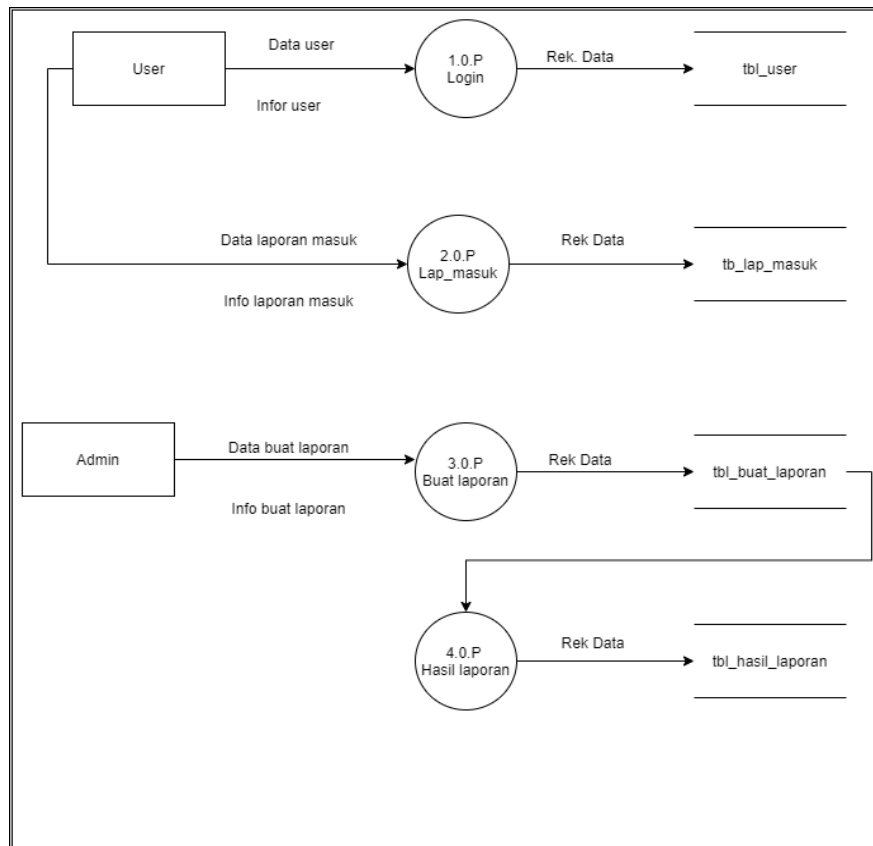 Data user
User
1.0.P
Login
Rek. Data
tbl_user
Infor user
Data laporan masuk
2.0.P
Lap_masuk
Rek Data
tb_lap_masuk
Info laporan masuk
Admin
Data buat laporan
3.0.P
Buat laporan
Rek Data
tbl_buat_laporan
Info buat laporan
4.0.P
Hasil laporan
Rek Data
tbl_hasil_laporan